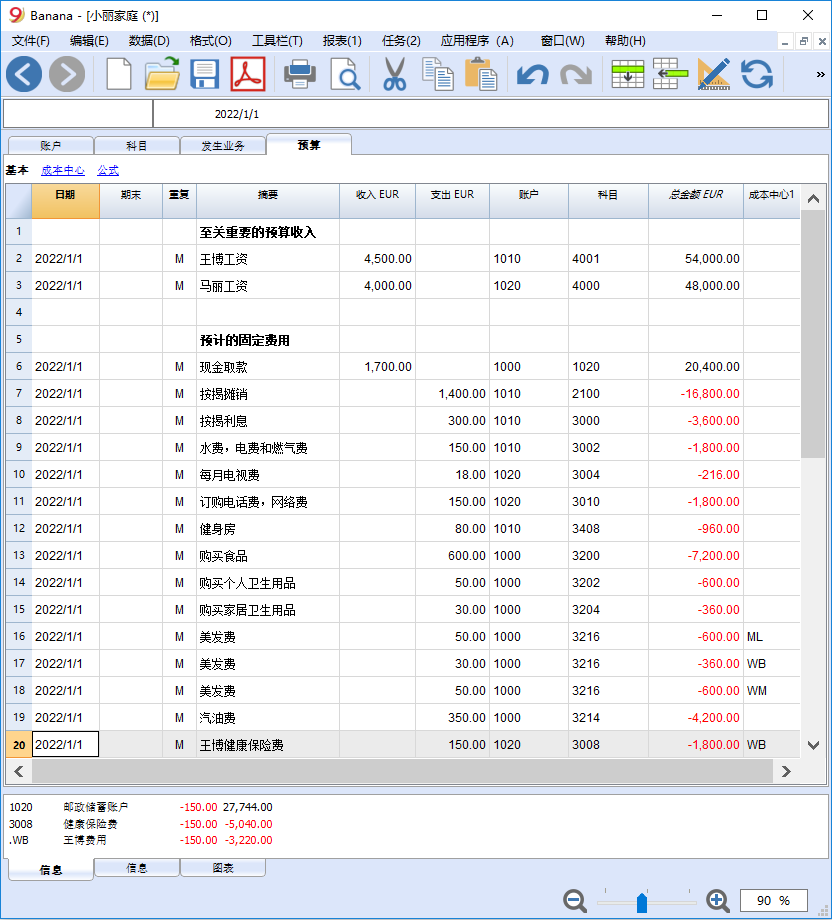 Banana - [小丽家庭 (*)]
文件(F) 编辑(E) 数据(D) 格式(O) 工具栏(T) 报表(1) 任务(2) 应用程序 (A) 窗口(W) 帮助(H)
2022/1/1
账户 科目 发生业务 预算
基本 成本中心 公式
日期 期末 重复 摘要 收入 EUR 支出 EUR 账户 科目 总金额 EUR 成本中心1
1 至关重要的预算收入
2 2022/1/1 M 王博工资 4,500.00 1010 4001 54,000.00
3 2022/1/1 M 马丽工资 4,000.00 1020 4000 48,000.00
4
5 预计的固定费用
6 2022/1/1 M 现金取款 1,700.00 1000 1020 20,400.00
7 2022/1/1 M 按揭摊销 1,400.00 1010 2100 -16,800.00
8 2022/1/1 M 按揭利息 300.00 1010 3000 -3,600.00
9 2022/1/1 M 水费，电费和燃气费 150.00 1010 3002 -1,800.00
10 2022/1/1 M 每月电视费 18.00 1020 3004 -216.00
11 2022/1/1 M 订购电话费，网络费 150.00 1020 3010 -1,800.00
12 2022/1/1 M 健身房 80.00 1010 3408 -960.00
13 2022/1/1 M 购买食品 600.00 1000 3200 -7,200.00
14 2022/1/1 M 购买个人卫生用品 50.00 1000 3202 -600.00
15 2022/1/1 M 购买家居卫生用品 30.00 1000 3204 -360.00
16 2022/1/1 M 美发费 50.00 1000 3216 -600.00 ML
17 2022/1/1 M 美发费 30.00 1000 3216 -360.00 WB
18 2022/1/1 M 美发费 50.00 1000 3216 -600.00 WM
19 2022/1/1 M 汽油费 350.00 1000 3214 -4,200.00
20 2022/1/1 M 王博健康保险费 150.00 1020 3008 -1,800.00 WB
1020 邮政储蓄账户 -150.00 27,744.00
3008 健康保险费 -150.00 -5,040.00
.WB 王博费用 -150.00 -3,220.00
信息 信息 图表
90 %